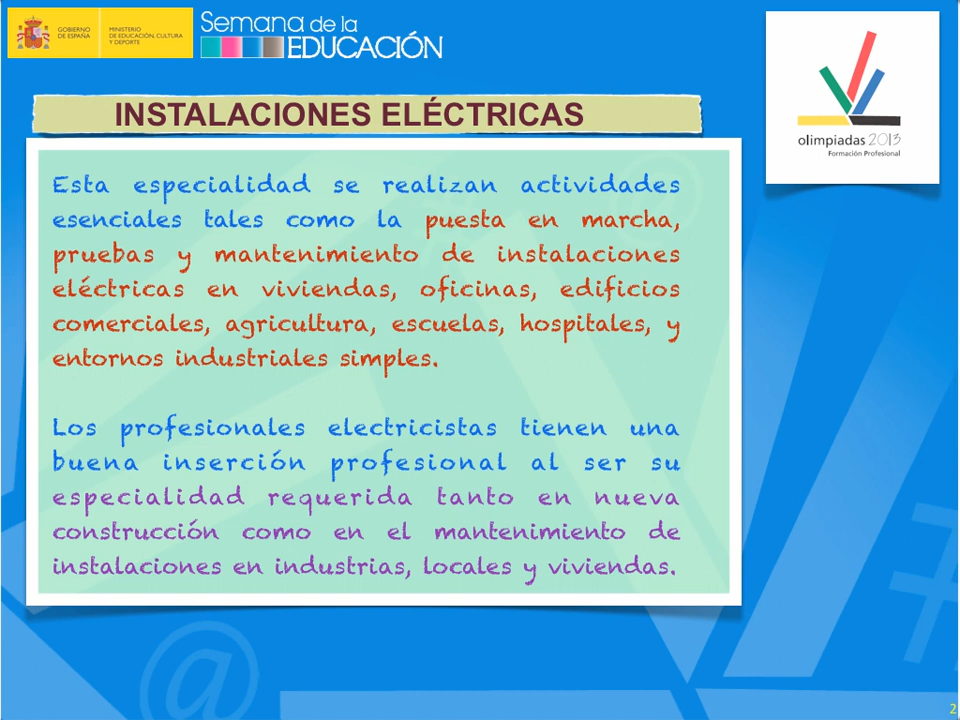 GOBIERNO
DE ESPAÑA
MINISTERIO
DE EDUCACIÓN, CULTURA
Y DEPORTE
Semana de la
EDUCACIÓN
olimpiadas 2013
Formación Profesional
INSTALACIONES ELÉCTRICAS
Esta especialidad se realizan actividades
esenciales tales como la puesta en marcha,
pruebas y mantenimiento de instalaciones
eléctricas en viviendas, oficinas, edificios
comerciales, agricultura, escuelas, hospitales, y
entornos industriales simples.
Los profesionales electricistas tienen una
buena inserción profesional al ser su
especialidad requerida tanto en nueva
construcción como en el mantenimiento de
instalaciones en industrias, locales y viviendas.
2